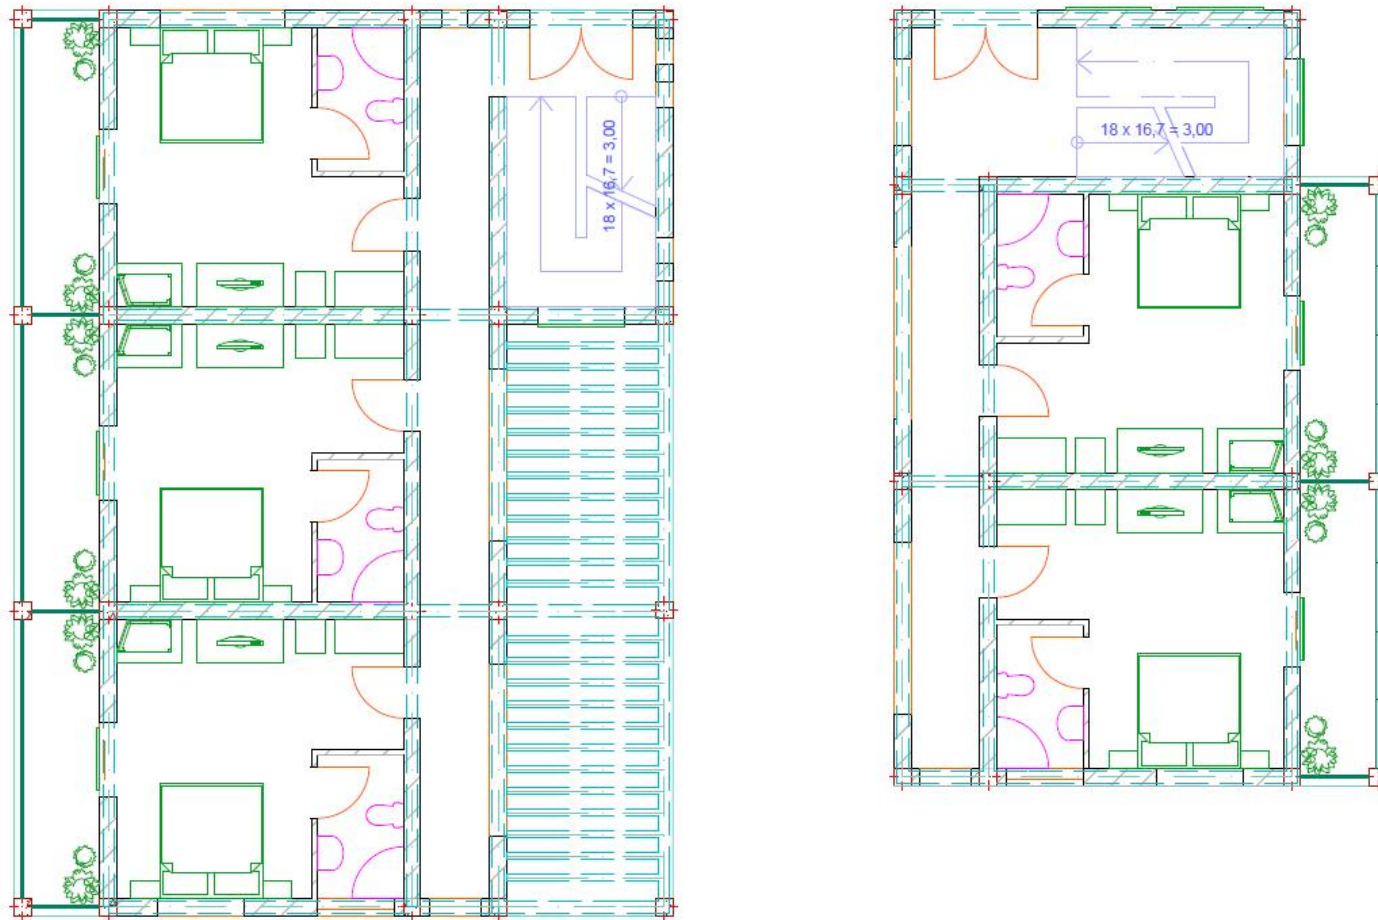 18 x 16,7 = 3,00
18 x 16,7 = 3,00